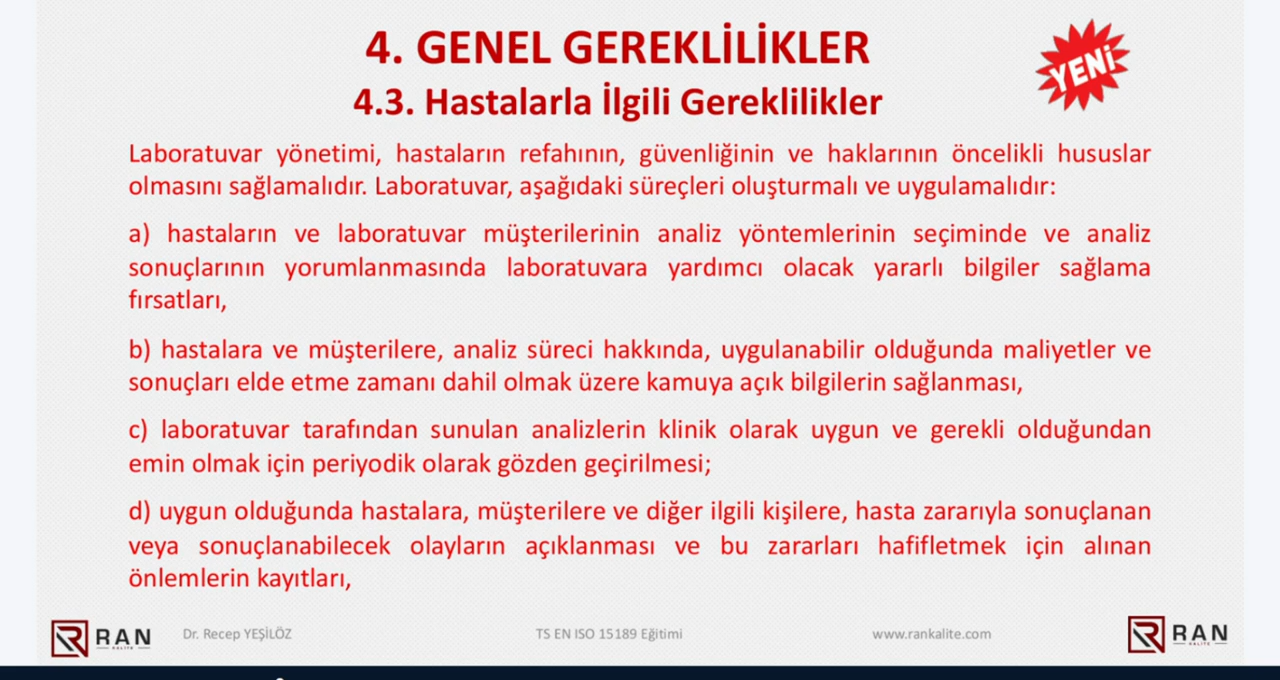 4. GENEL GEREKLİLİKLER
YENİ
4.3. Hastalarla İlgili Gereklilikler
Laboratuvar yönetimi, hastaların refahının, güvenliğinin ve haklarının öncelikli hususlar
olmasını sağlamalıdır. Laboratuvar, aşağıdaki süreçleri oluşturmalı ve uygulamalıdır:
a) hastaların ve laboratuvar müşterilerinin analiz yöntemlerinin seçiminde ve analiz
sonuçlarının yorumlanmasında laboratuvara yardımcı olacak yararlı bilgiler sağlama
fırsatları,
b) hastalara ve müşterilere, analiz süreci hakkında, uygulanabilir olduğunda maliyetler ve
sonuçları elde etme zamanı dahil olmak üzere kamuya açık bilgilerin sağlanması,
c) laboratuvar tarafından sunulan analizlerin klinik olarak uygun ve gerekli olduğundan
emin olmak için periyodik olarak gözden geçirilmesi;
d) uygun olduğunda hastalara, müşterilere ve diğer ilgili kişilere, hasta zararıyla sonuçlanan
veya sonuçlanabilecek olayların açıklanması ve bu zararları hafifletmek için alınan
önlemlerin kayıtları,
RAN
KALİTE
Dr. Recep YEŞİLÖZ
TS EN ISO 15189 Eğitimi
www.rankalite.com
RAN
KALİTE